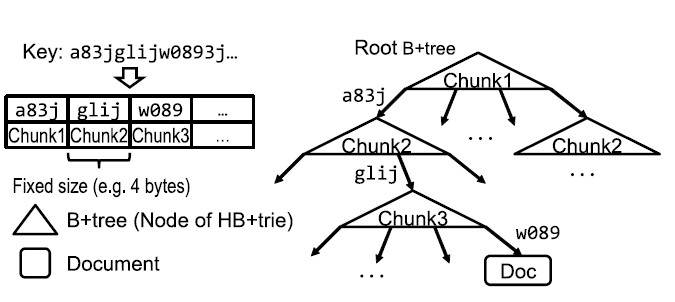 Key: a83jglijw0893j…
a83j glij w089 …
Chunk1 Chunk2 Chunk3 ...
Fixed size (e.g. 4 bytes)
B+tree (Node of HB+trie)
Document
Root B+tree
Chunk1
a83j
...
Chunk2
Chunk2
glij
...
Chunk3
w089
...
Doc